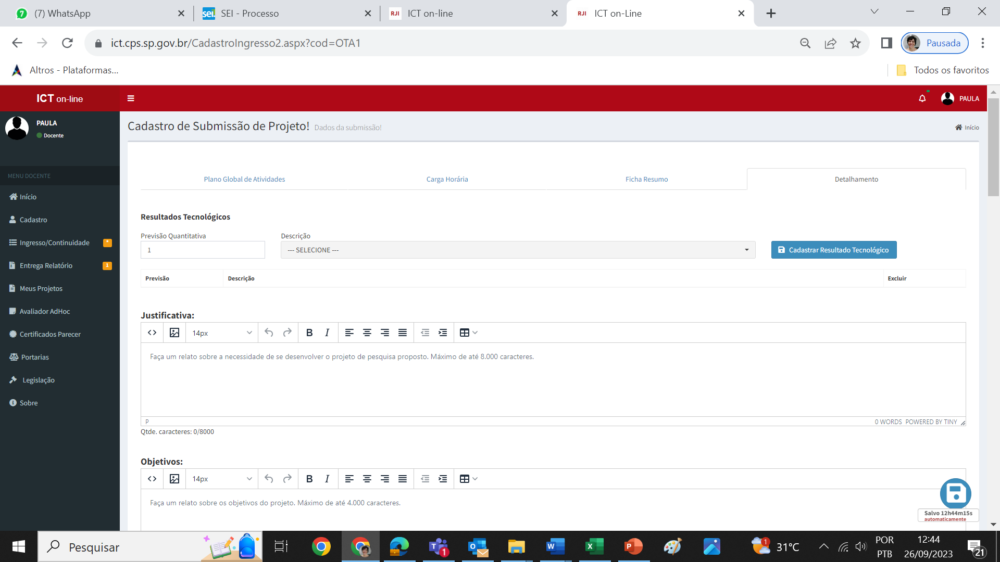 (7) WhatsApp
SEI - Processo
ICT on-line
ICT on-Line
ict.cps.sp.gov.br/CadastroIngresso2.aspx?cod=OTA1
Pausada
Altros - Plataformas...
Todos os favoritos
ICT on-line
PAULA
PAULA
Docente
Cadastro de Submissão de Projeto! Dados da submissão!
Início
MENU DOCENTE
Início
Cadastro
Ingresso/Continuidade *
Entrega Relatório 1
Meus Projetos
Avaliador AdHoc
Certificados Parecer
Portarias
Legislação
Sobre
Plano Global de Atividades
Carga Horária
Ficha Resumo
Detalhamento
Resultados Tecnológicos
Previsão Quantitativa
Descrição
1
--- SELECIONE ---
Cadastrar Resultado Tecnológico
Previsão
Descrição
Excluir
Justificativa:
14px
B I
Faça um relato sobre a necessidade de se desenvolver o projeto de pesquisa proposto. Máximo de até 8.000 caracteres.
P
0 WORDS POWERED BY TINY
Qtde. caracteres: 0/8000
Objetivos:
14px
B I
Faça um relato sobre os objetivos do projeto. Máximo de até 4.000 caracteres.
Salvo 12h44m15s
automaticamente
Pesquisar
31°C
POR
PTB
12:44
26/09/2023
21